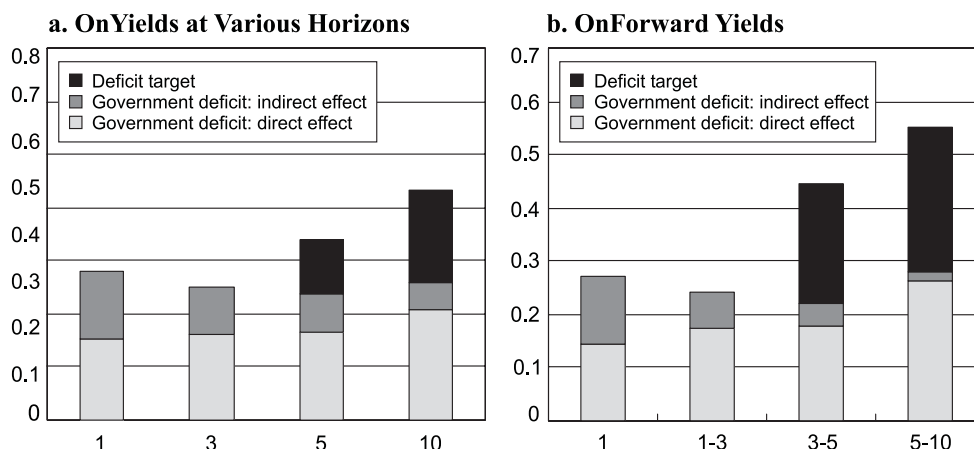 a. OnYields at Various Horizons
0.8
0.7
0.6
0.5
0.4
0.3
0.2
0.1
0
Deficit target
Government deficit: indirect effect
Government deficit: direct effect
1 3 5 10
b. OnForward Yields
0.7
0.6
0.5
0.4
0.3
0.2
0.1
0
Deficit target
Government deficit: indirect effect
Government deficit: direct effect
1 1-3 3-5 5-10